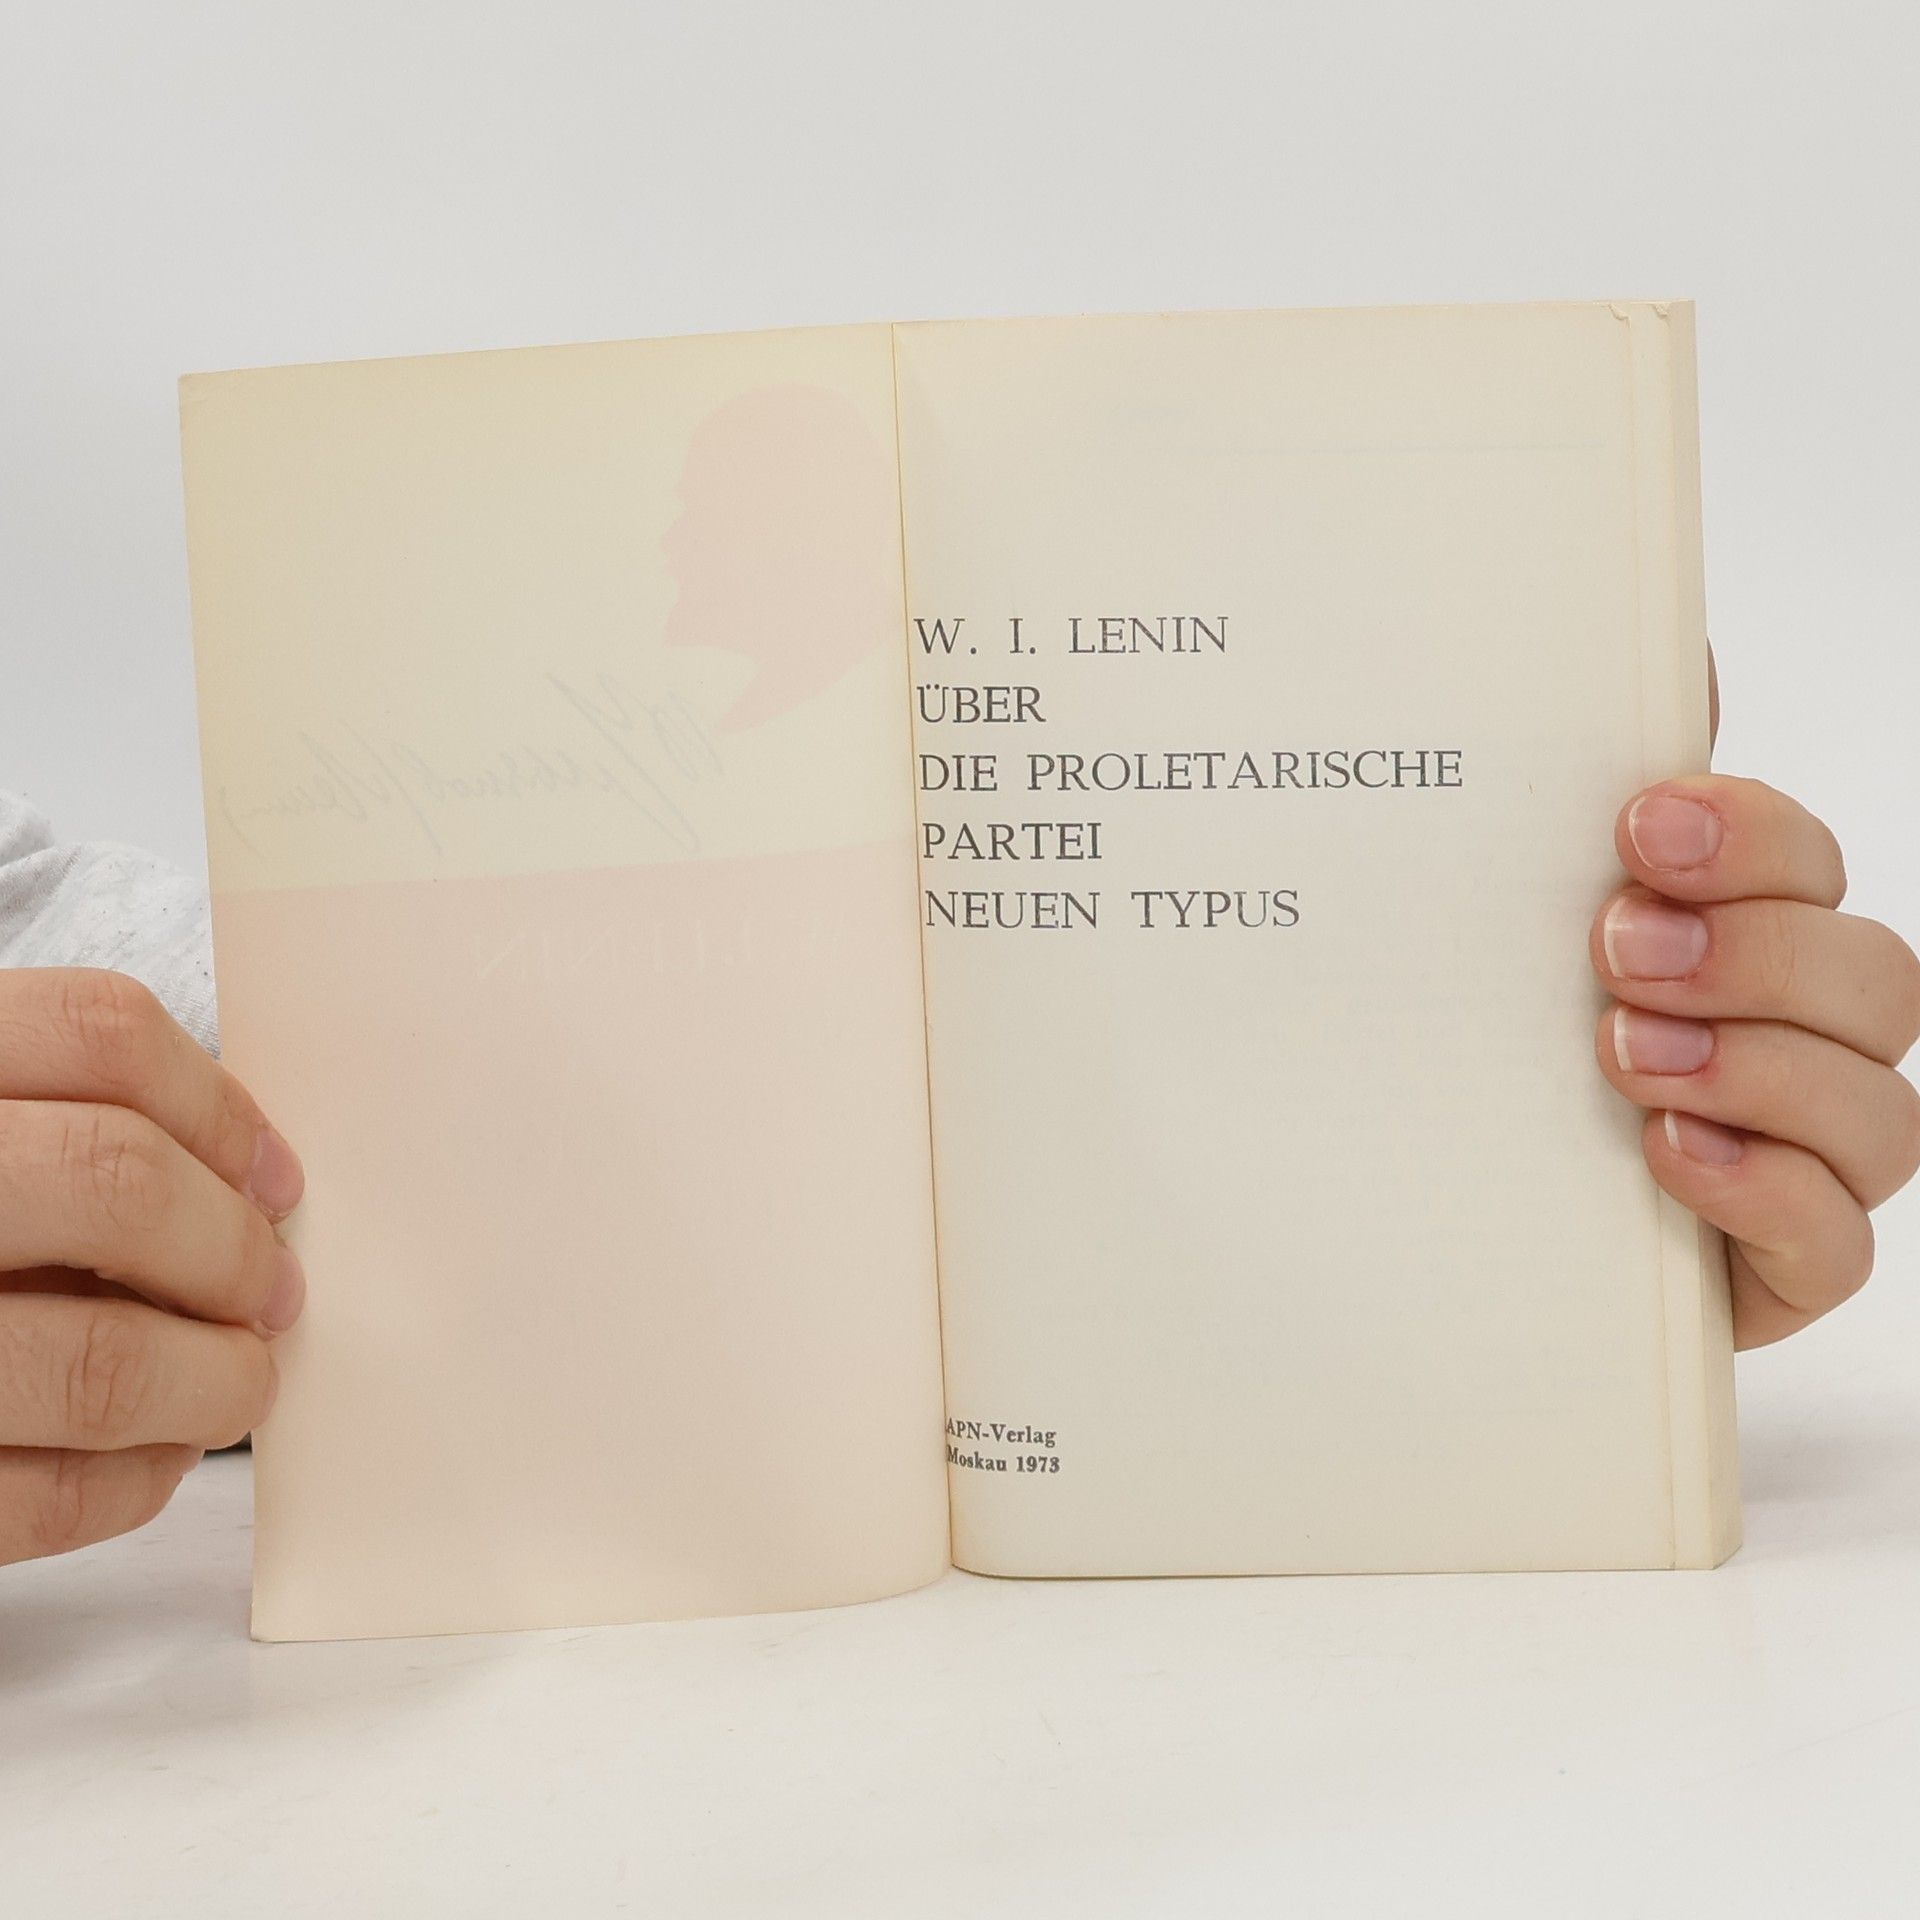 W. I. LENIN
ÜBER
DIE PROLETARISCHE
PARTEI
NEUEN TYPUS
APN-Verlag
Moskau 1973